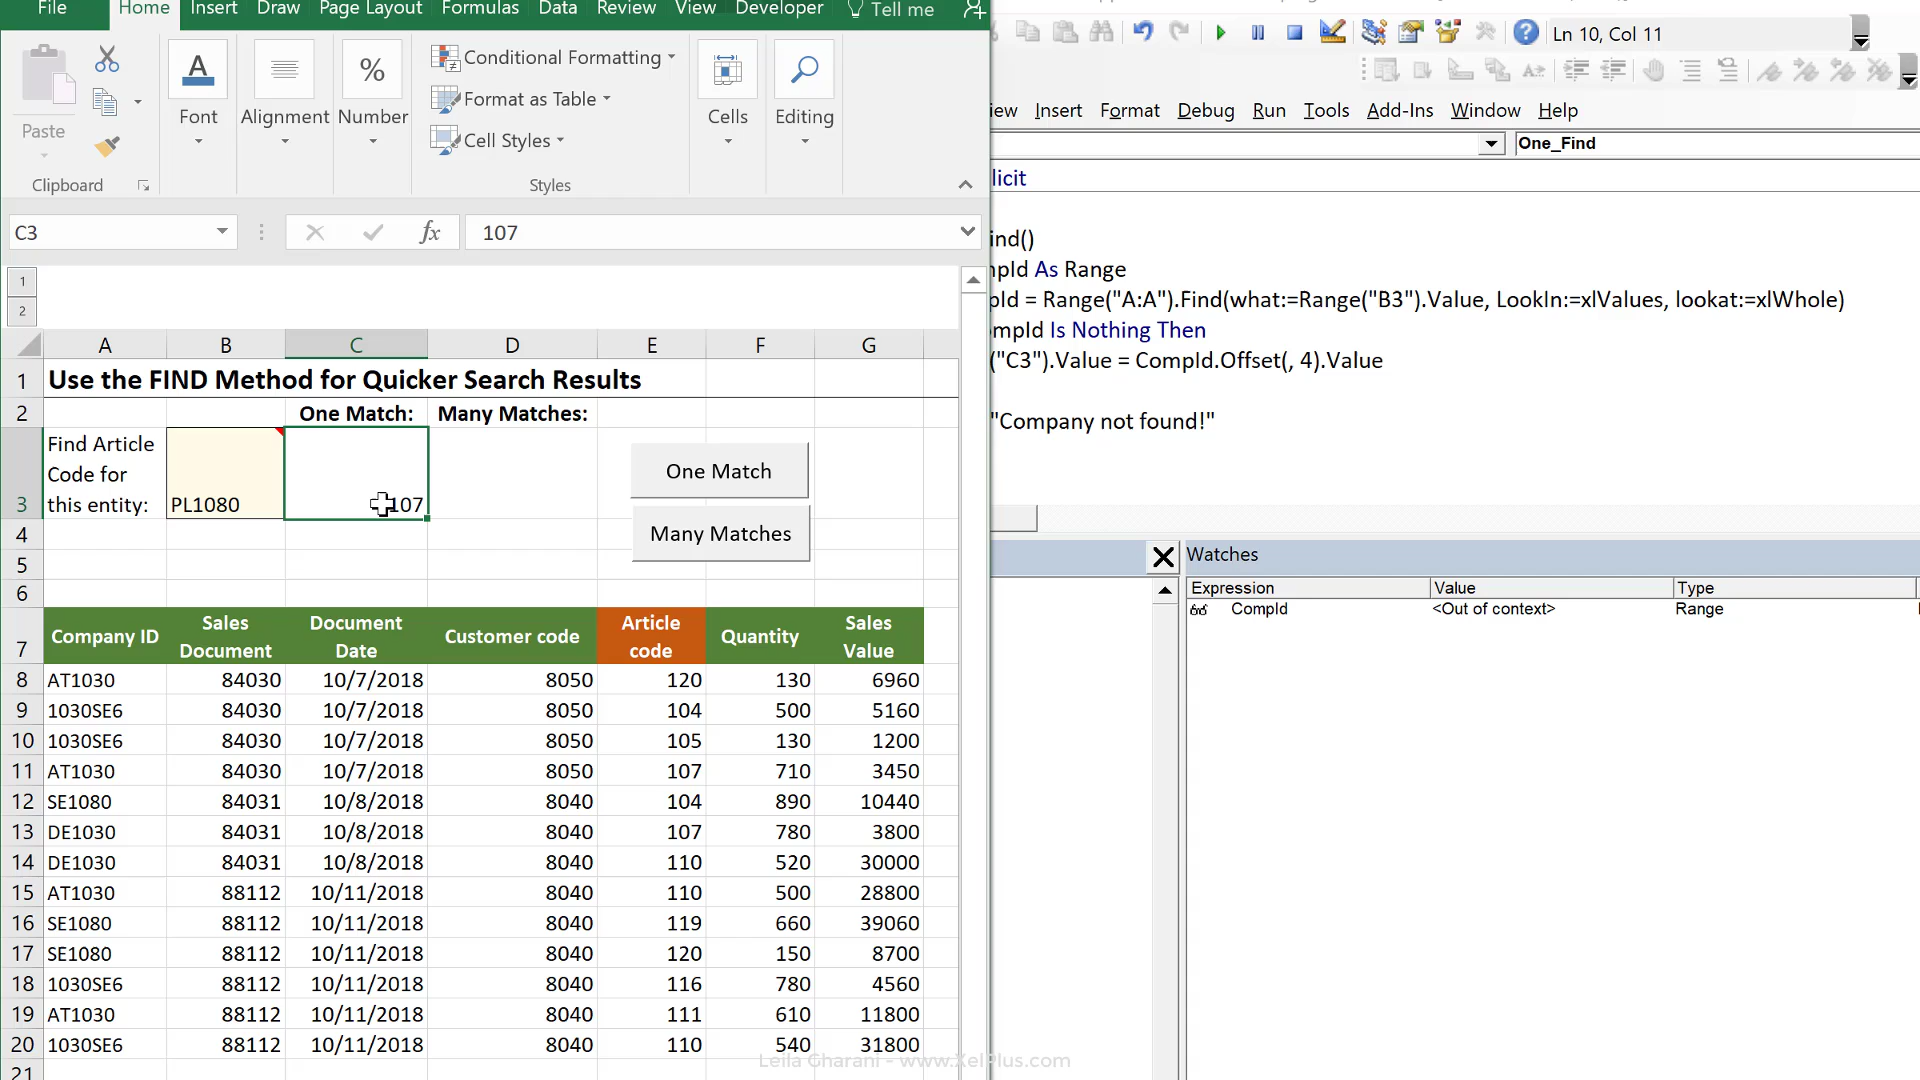 File Home Insert Draw Page Layout Formulas Data Review View Developer Tell me
Paste
Clipboard
Font
Alignment
%
Number
Conditional Formatting
Format as Table
Cell Styles
Styles
Cells
Editing
C3 fx 107
1
2
A B C D E F G
1 Use the FIND Method for Quicker Search Results
2 One Match: Many Matches:
Find Article
Code for
3 this entity: PL1080 107
One Match
Many Matches
4
5
6
7 Company ID Sales Document Document Date Customer code Article code Quantity Sales Value
8 AT1030 84030 10/7/2018 8050 120 130 6960
9 1030SE6 84030 10/7/2018 8050 104 500 5160
10 1030SE6 84030 10/7/2018 8050 105 130 1200
11 AT1030 84030 10/7/2018 8050 107 710 3450
12 SE1080 84031 10/8/2018 8040 104 890 10440
13 DE1030 84031 10/8/2018 8040 107 780 3800
14 DE1030 84031 10/8/2018 8040 110 520 30000
15 AT1030 88112 10/11/2018 8040 110 500 28800
16 SE1080 88112 10/11/2018 8040 119 660 39060
17 SE1080 88112 10/11/2018 8040 120 150 8700
18 1030SE6 88112 10/11/2018 8040 116 780 4560
19 AT1030 88112 10/11/2018 8040 111 610 11800
20 1030SE6 88112 10/11/2018 8040 110 540 31800
21
Leila Gharani - www.XelPlus.com
Ln 10, Col 11
iew Insert Format Debug Run Tools Add-Ins Window Help
One_Find
licit
ind()
pId As Range
pId = Range("A:A").Find(what:=Range("B3").Value, LookIn:=xlValues, lookat:=xlWhole)
mpId Is Nothing Then
("C3").Value = CompId.Offset(, 4).Value
"Company not found!"
Watches
Expression Value Type
CompId <Out of context> Range